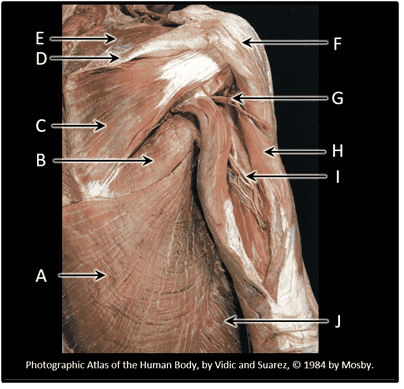 E
D
C
B
A
F
G
H
I
J
Photographic Atlas of the Human Body, by Vidic and Suarez, © 1984 by Mosby.